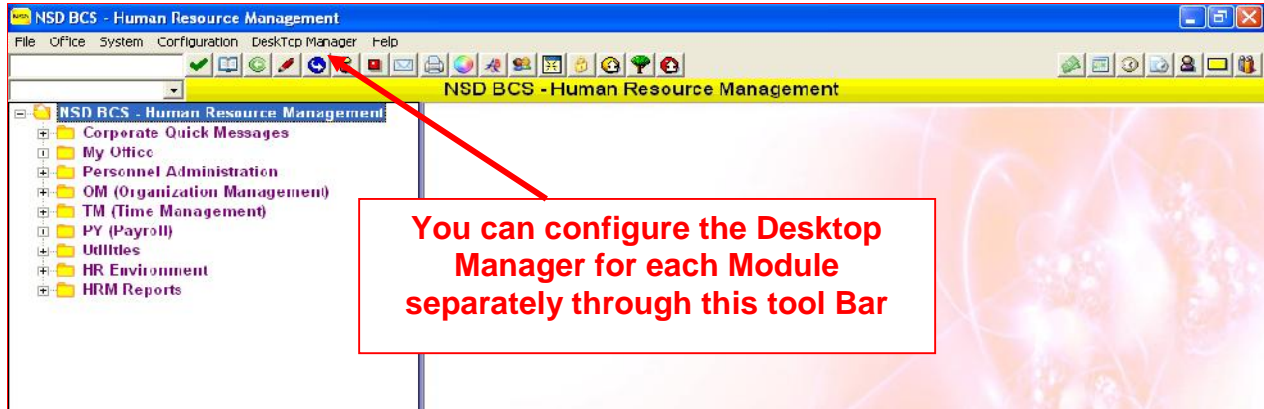 NSD BCS - Human Resource Management
File Office System Configuration DeskTop Manager Help
NSD BCS - Human Resource Management
NSD BCS - Human Resource Management
Corporate Quick Messages
My Office
Personnel Administration
OM (Organization Management)
TM (Time Management)
PY (Payroll)
Utilities
HR Environment
HRM Reports
You can configure the Desktop
Manager for each Module
separately through this tool Bar